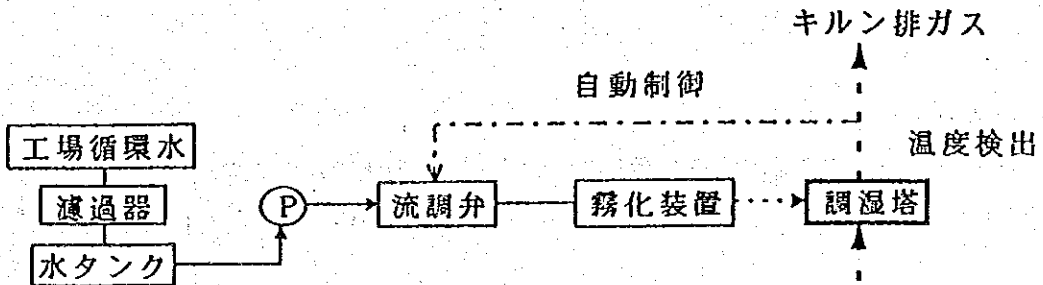 キルン排ガス
自動制御
工場循環水
温度検出
濾過器
P
流調弁
霧化装置
調湿塔
水タンク